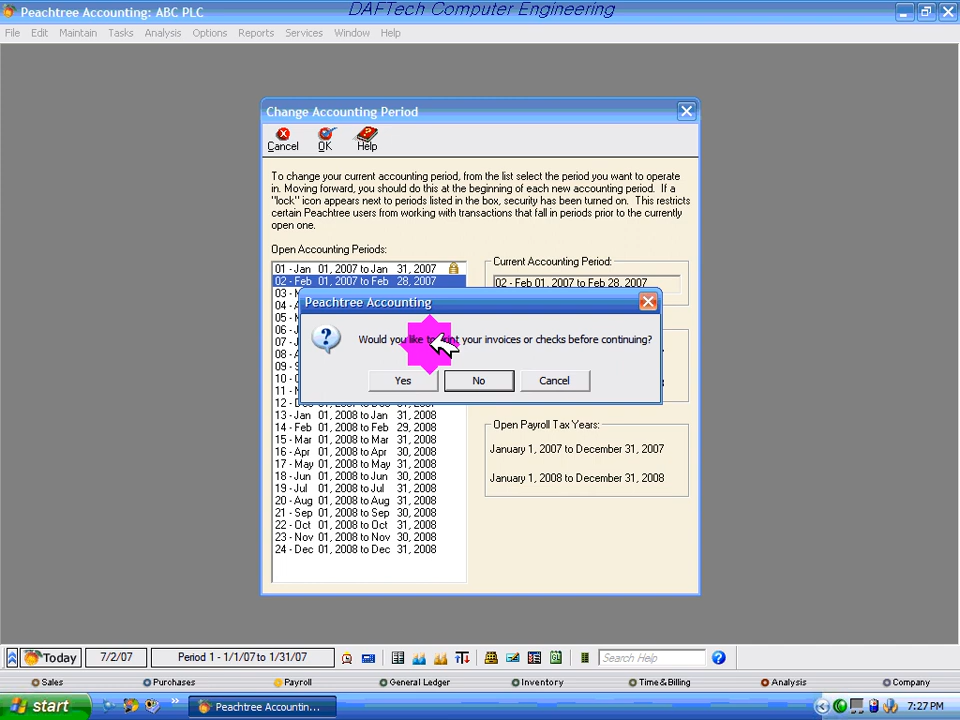 Peachtree Accounting: ABC PLC
DAFTech Computer Engineering
File Edit Maintain Tasks Analysis Options Reports Services Window Help
Change Accounting Period
Cancel OK Help
To change your current accounting period, from the list select the period you want to operate
in. Moving forward, you should do this at the beginning of each new accounting period. If a
"lock" icon appears next to periods listed in the box, security has been turned on. This restricts
certain Peachtree users from working with transactions that fall in periods prior to the currently
open one.
Open Accounting Periods:
01 - Jan 01, 2007 to Jan 31, 2007
02 - Feb 01, 2007 to Feb 28, 2007
Current Accounting Period:
02 - Feb 01, 2007 to Feb 28, 2007
03 - M
04 -
05 -
06 -
07 -
08 -
09 -
10 -
11 -
Peachtree Accounting
Would you like to print your invoices or checks before continuing?
Yes No Cancel
13 - Jan 01, 2008 to Jan 31, 2008
14 - Feb 01, 2008 to Feb 29, 2008
15 - Mar 01, 2008 to Mar 31, 2008
16 - Apr 01, 2008 to Apr 30, 2008
17 - May 01, 2008 to May 31, 2008
18 - Jun 01, 2008 to Jun 30, 2008
19 - Jul 01, 2008 to Jul 31, 2008
20 - Aug 01, 2008 to Aug 31, 2008
21 - Sep 01, 2008 to Sep 30, 2008
22 - Oct 01, 2008 to Oct 31, 2008
23 - Nov 01, 2008 to Nov 30, 2008
24 - Dec 01, 2008 to Dec 31, 2008
Open Payroll Tax Years:
January 1, 2007 to December 31, 2007
January 1, 2008 to December 31, 2008
Today 7/2/07 Period 1 - 1/1/07 to 1/31/07 Search Help
Sales Purchases Payroll General Ledger Inventory Time & Billing Analysis Company
start Peachtree Accountin... 7:27 PM